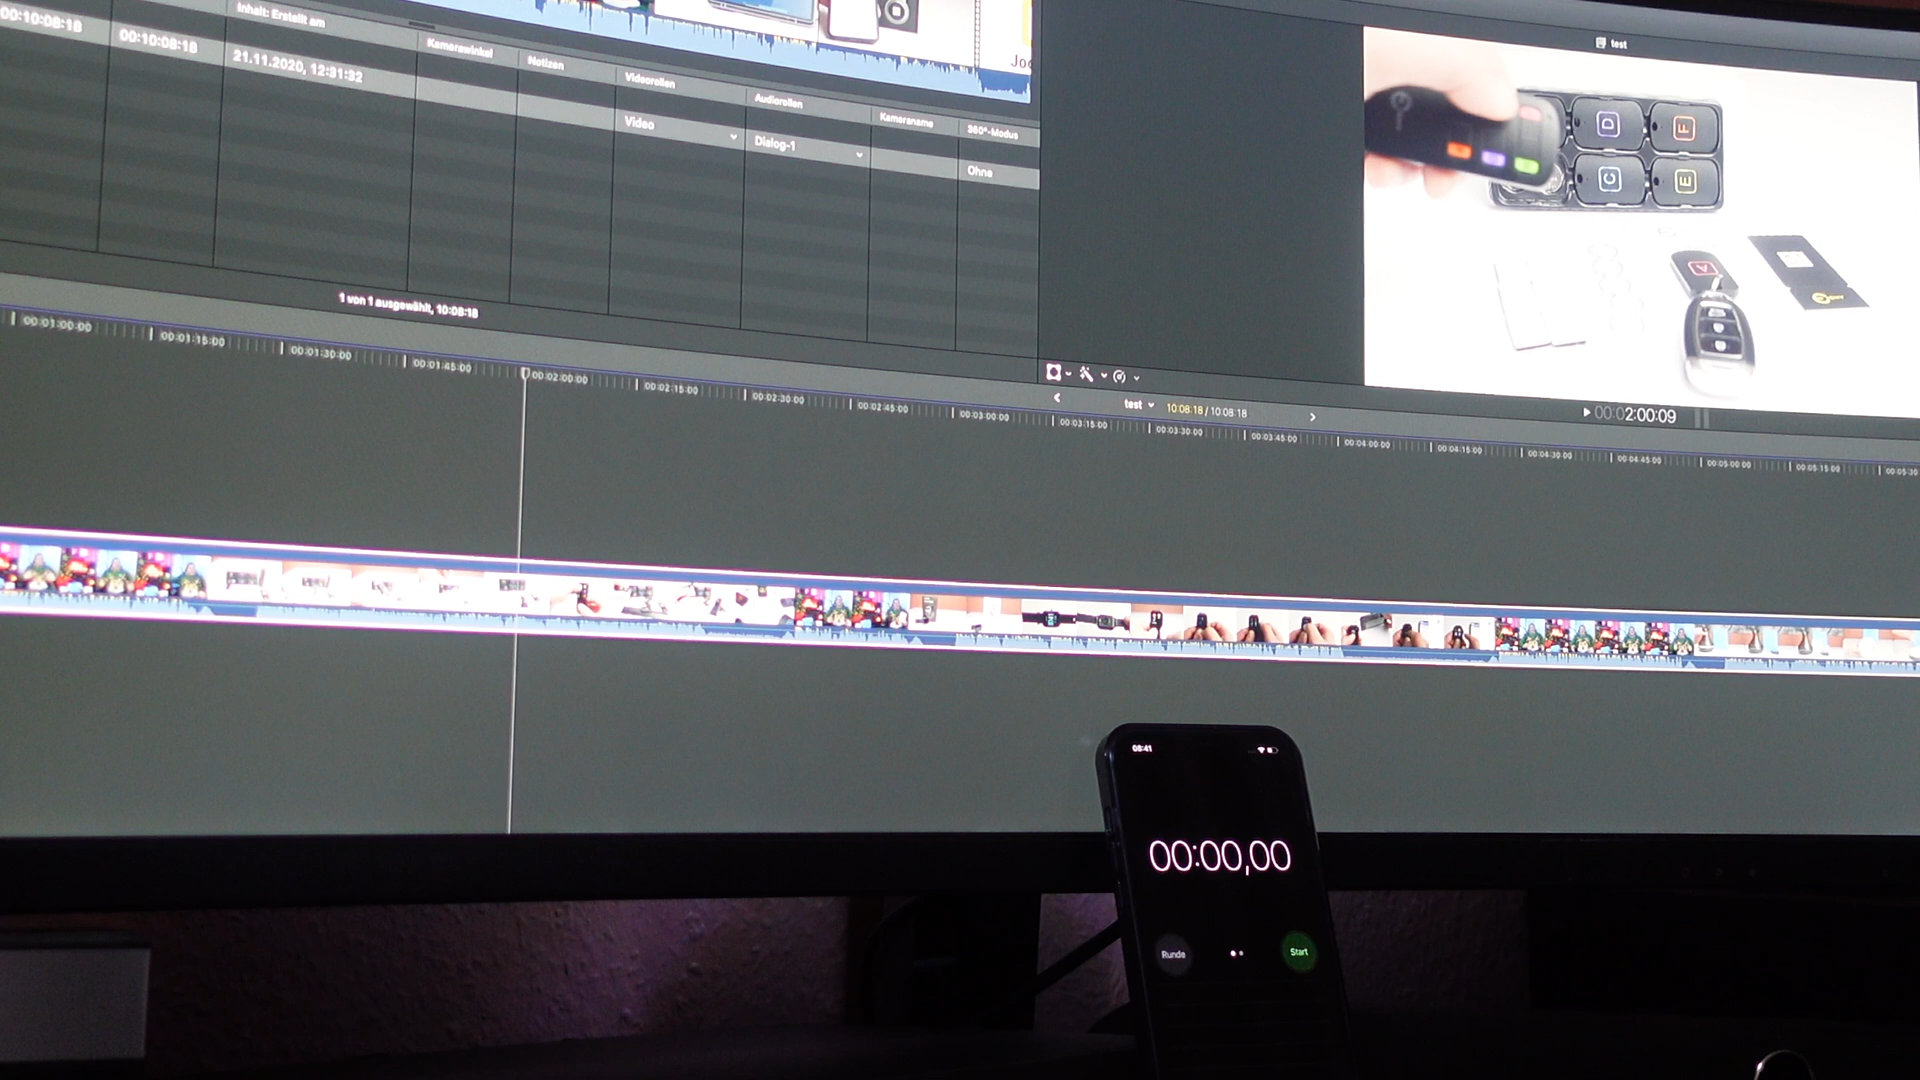 00:10:08:18
00:10:08:18
Inhalt: Erstellt am
21.11.2020, 12:31:32
Kamerawinkel
Notizen
Videorollen
Video
Audiorollen
Dialog-1
Kameraname
360°-Modus
Ohne
1 von 1 ausgewählt, 10:08:18
test
D
F
C
E
A
test
10:08:18 / 10:08:18
00:02:00:09
00:01:00:00
00:01:15:00
00:01:30:00
00:01:45:00
00:02:00:00
00:02:15:00
00:02:30:00
00:02:45:00
00:03:00:00
00:03:15:00
00:03:30:00
00:03:45:00
00:04:00:00
00:04:15:00
00:04:30:00
00:04:45:00
00:05:00:00
00:05:15:00
08:41
00:00,00
Runde
Start